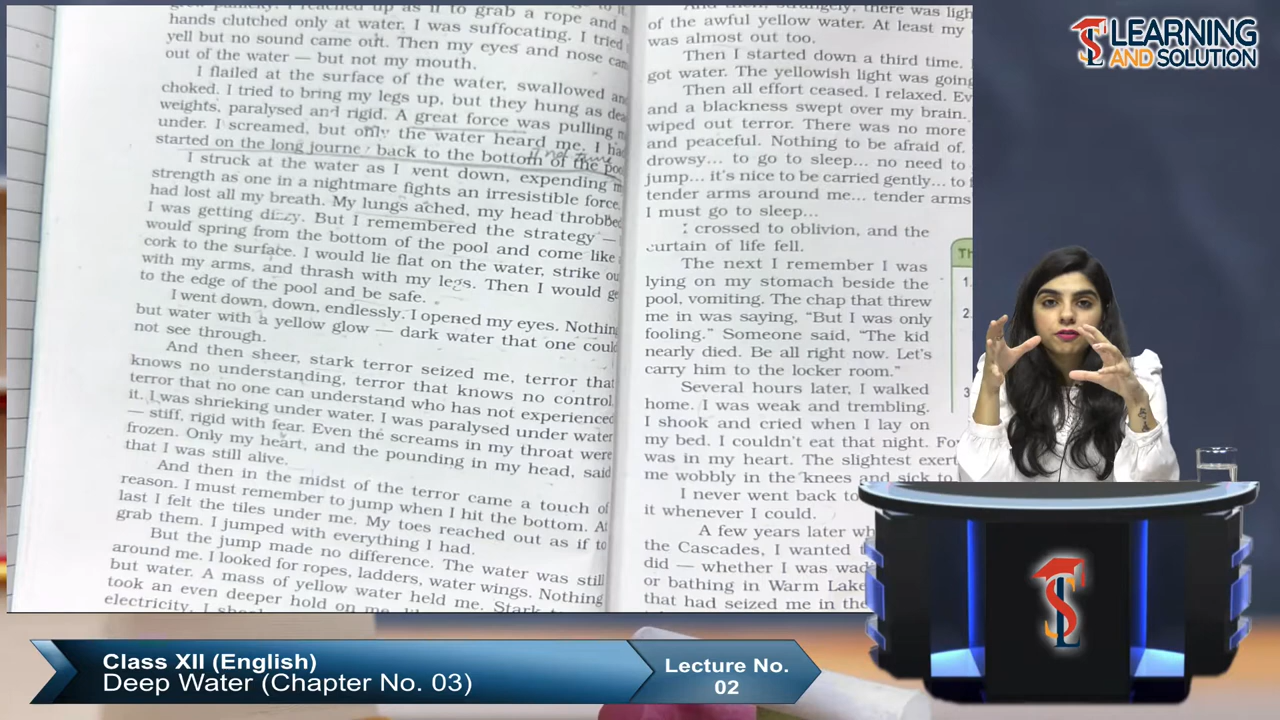 hands clutched only at water. I was suffocating. I tried
yell but no sound came out. Then my eyes and nose
out of the water — but not my mouth.
I flailed at the surface of the water, swallowed
choked. I tried to bring my legs up, but they hung as
weights, paralysed and rigid. A great force was pulling
under. I screamed, but only the water heard me. I
started on the long back to the bottom of the
I struck at the water as I went down, expending
strength as one in a nightmare fights an irresistible force.
had lost all my breath. My lungs ached, my head throbbed
I was getting dizzy. But I remembered the strategy —
would spring from the bottom of the pool and come like
cork to the surface. I would lie flat on the water, strike
with my arms, and thrash with my legs. Then I would
to the edge of the pool and be safe.
I went down, down, endlessly. I opened my eyes. Nothing
but water with a yellow glow — dark water that one
not see through.
And then sheer, stark terror seized me, terror that
knows no understanding, terror that knows no control,
terror that no one can understand who has not experienced
it. I was shrieking under water. I was paralysed under water
— stiff, rigid with fear. Even the screams in my throat were
frozen. Only my heart, and the pounding in my head, said
that I was still alive.
And then in the midst of the terror came a touch of
reason. I must remember to jump when I hit the bottom. At
last I felt the tiles under me. My toes reached out as if to
grab them. I jumped with everything I had.
But the jump made no difference. The water was still
around me. I looked for ropes, ladders, water wings. Nothing
but water. A mass of yellow water held me. Stark
took an even deeper hold on me,
electricity. I
of the awful yellow water. At least my
was almost out too.
Then I started down a third time.
got water. The yellowish light was going
Then all effort ceased. I relaxed.
and a blackness swept over my brain.
wiped out terror. There was no more
and peaceful. Nothing to be afraid of.
drowsy... to go to sleep... no need to
jump... it's nice to be carried gently... to
tender arms around me... tender arms
I must go to sleep...
crossed to oblivion, and the
curtain of life fell.
The next I remember I was
lying on my stomach beside the
pool, vomiting. The chap that threw
me in was saying, "But I was only
fooling." Someone said, "The kid
nearly died. Be all right now. Let's
carry him to the locker room."
Several hours later, I walked
home. I was weak and trembling.
I shook and cried when I lay on
my bed. I couldn't eat that night. For
was in my heart. The slightest
me wobbly in the knees and sick to
I never went back to
it whenever I could.
A few years later
the Cascades, I wanted
did — whether I was
or bathing in Warm Lake
that had seized me in the
1.
2.
3
LEARNING
AND SOLUTION
Class XII (English)
Deep Water (Chapter No. 03)
Lecture No.
02